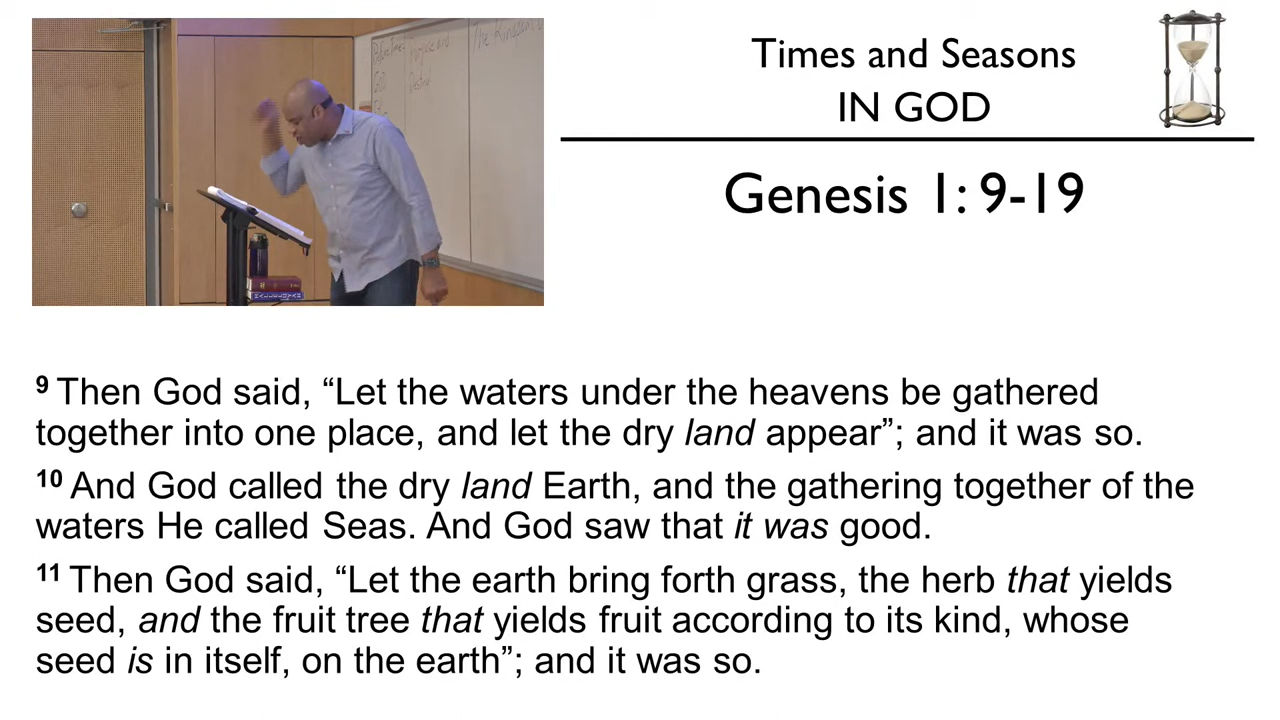 Times and Seasons
IN GOD
Genesis 1: 9-19
9 Then God said, “Let the waters under the heavens be gathered
together into one place, and let the dry land appear”; and it was so.
10 And God called the dry land Earth, and the gathering together of the
waters He called Seas. And God saw that it was good.
11 Then God said, “Let the earth bring forth grass, the herb that yields
seed, and the fruit tree that yields fruit according to its kind, whose
seed is in itself, on the earth”; and it was so.